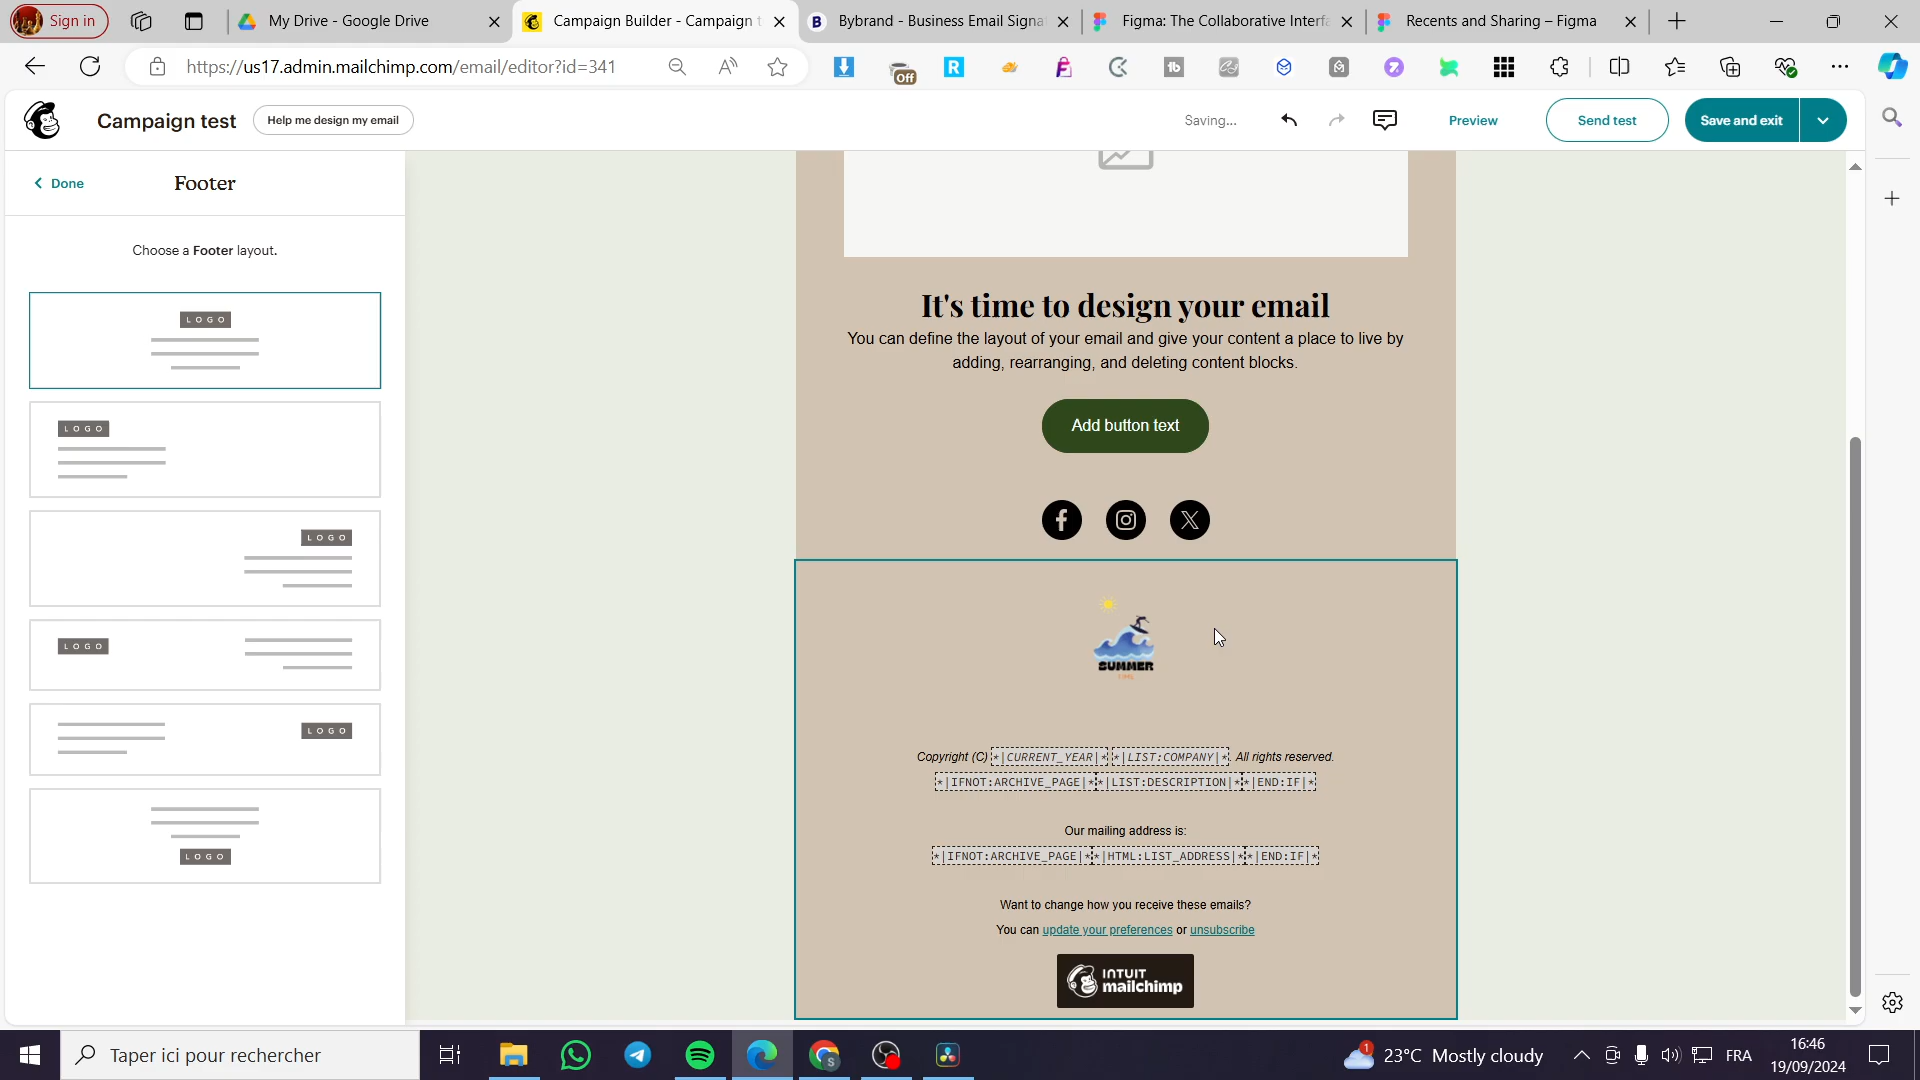 Sign in
My Drive - Google Drive
Campaign Builder - Campaign t
Bybrand - Business Email Signa
Figma: The Collaborative Interfa
Recents and Sharing – Figma
https://us17.admin.mailchimp.com/email/editor?id=341
Off
Campaign test
Help me design my email
Saving...
Preview
Send test
Save and exit
Done
Footer
Choose a Footer layout.
LOGO
LOGO
LOGO
LOGO
LOGO
LOGO
It's time to design your email
You can define the layout of your email and give your content a place to live by
adding, rearranging, and deleting content blocks.
Add button text
SUMMER
TIME
Copyright (C) *|CURRENT_YEAR|* *|LIST:COMPANY|*. All rights reserved.
*|IFNOT:ARCHIVE_PAGE|**|LIST:DESCRIPTION|**|END:IF|*
Our mailing address is:
*|IFNOT:ARCHIVE_PAGE|**|HTML:LIST_ADDRESS|**|END:IF|*
Want to change how you receive these emails?
You can update your preferences or unsubscribe
INTUIT
mailchimp
Taper ici pour rechercher
1
23°C Mostly cloudy
FRA
16:46
19/09/2024